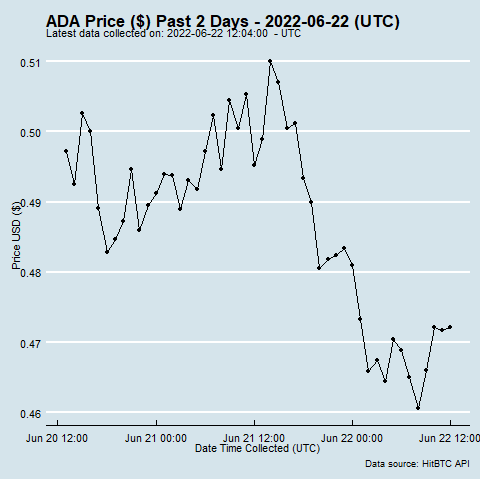 ADA Price ($) Past 2 Days - 2022-06-22 (UTC)
Latest data collected on: 2022-06-22 12:04:00 - UTC
0.51
0.50
0.49
0.48
0.47
0.46
Price USD ($)
Jun 20 12:00 Jun 21 00:00 Jun 21 12:00 Jun 22 00:00 Jun 22 12:00
Date Time Collected (UTC)
Data source: HitBTC API